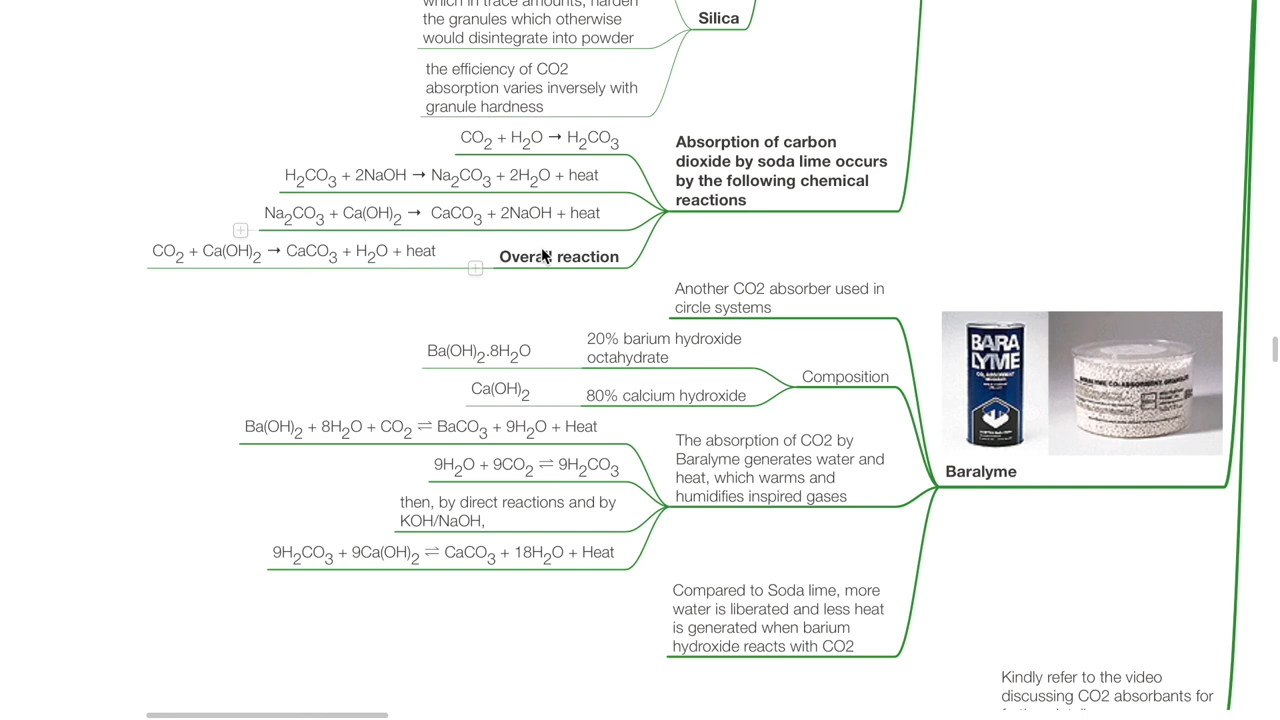 which in trace amounts, harden
the granules which otherwise
would disintegrate into powder
Silica
the efficiency of CO2
absorption varies inversely with
granule hardness
CO₂ + H₂O → H₂CO₃
H₂CO₃ + 2NaOH → Na₂CO₃ + 2H₂O + heat
Na₂CO₃ + Ca(OH)₂ → CaCO₃ + 2NaOH + heat
CO₂ + Ca(OH)₂ → CaCO₃ + H₂O + heat
Overall reaction
Absorption of carbon
dioxide by soda lime occurs
by the following chemical
reactions
Another CO2 absorber used in
circle systems
Ba(OH)₂.8H₂O
20% barium hydroxide
octahydrate
Ca(OH)₂
80% calcium hydroxide
Composition
Ba(OH)₂ + 8H₂O + CO₂ ⇌ BaCO₃ + 9H₂O + Heat
9H₂O + 9CO₂ ⇌ 9H₂CO₃
then, by direct reactions and by
KOH/NaOH,
9H₂CO₃ + 9Ca(OH)₂ ⇌ CaCO₃ + 18H₂O + Heat
The absorption of CO2 by
Baralyme generates water and
heat, which warms and
humidifies inspired gases
BARA
LYME
BARALYME CO₂ ABSORBENT GRANULES
Baralyme
Compared to Soda lime, more
water is liberated and less heat
is generated when barium
hydroxide reacts with CO2
Kindly refer to the video
discussing CO2 absorbants for